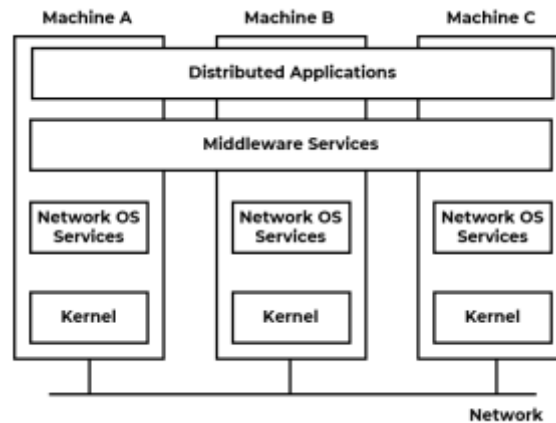 Machine A
Machine B
Machine C
Distributed Applications
Middleware Services
Network OS
Services
Network OS
Services
Network OS
Services
Kernel
Kernel
Kernel
Network